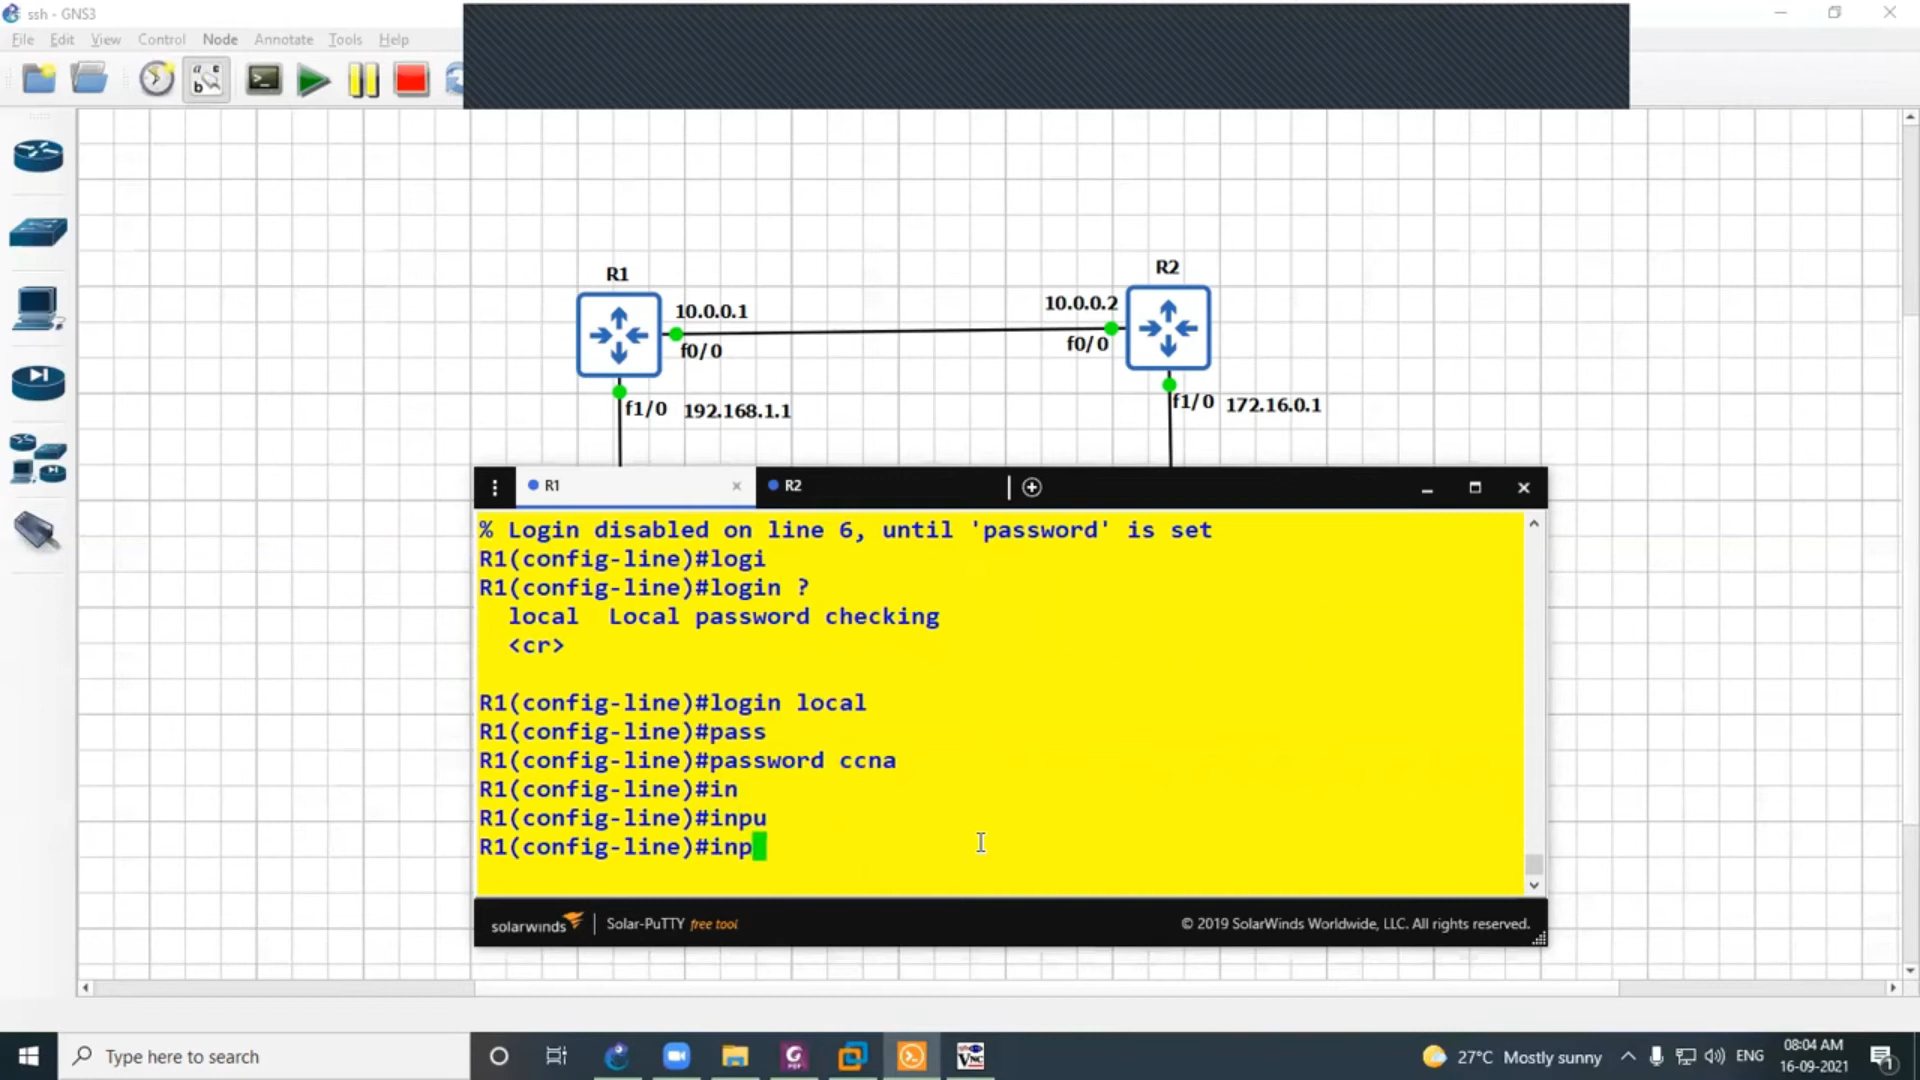 ssh - GNS3
File Edit View Control Node Annotate Tools Help
R1
R2
10.0.0.1
10.0.0.2
f0/0
f0/0
f1/0 192.168.1.1
f1/0 172.16.0.1
R1
R2
% Login disabled on line 6, until 'password' is set
R1(config-line)#logi
R1(config-line)#login ?
local Local password checking
<cr>
R1(config-line)#login local
R1(config-line)#pass
R1(config-line)#password ccna
R1(config-line)#in
R1(config-line)#inpu
R1(config-line)#inp
solarwinds Solar-PuTTY free tool
© 2019 SolarWinds Worldwide, LLC. All rights reserved.
Type here to search
27°C Mostly sunny
ENG
08:04 AM
16-09-2021
1